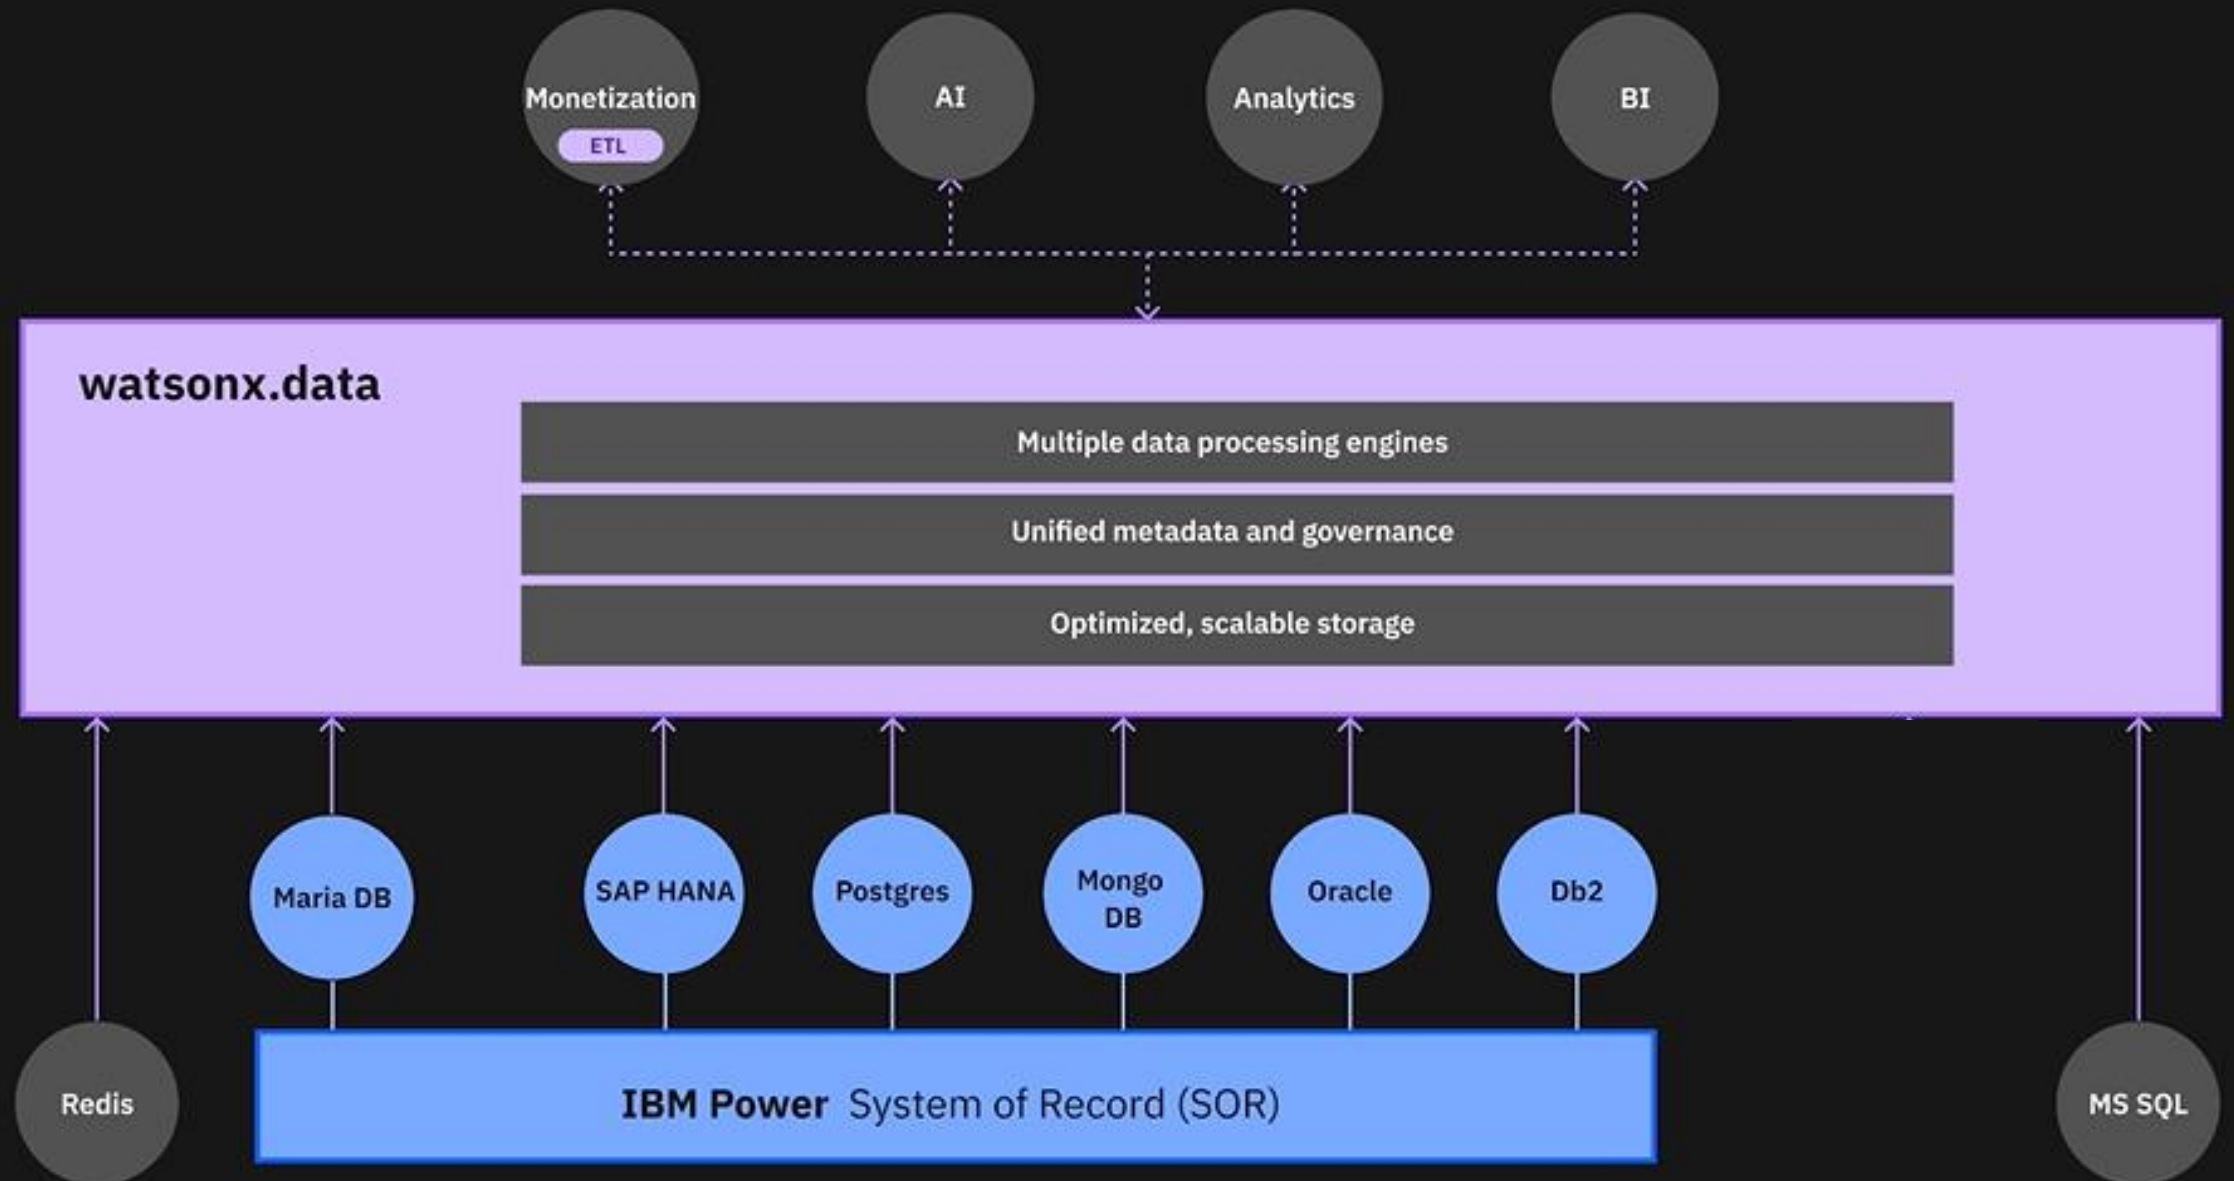 Monetization
ETL
AI
Analytics
BI
watsonx.data
Multiple data processing engines
Unified metadata and governance
Optimized, scalable storage
Maria DB
SAP HANA
Postgres
Mongo
DB
Oracle
Db2
Redis
IBM Power System of Record (SOR)
MS SQL